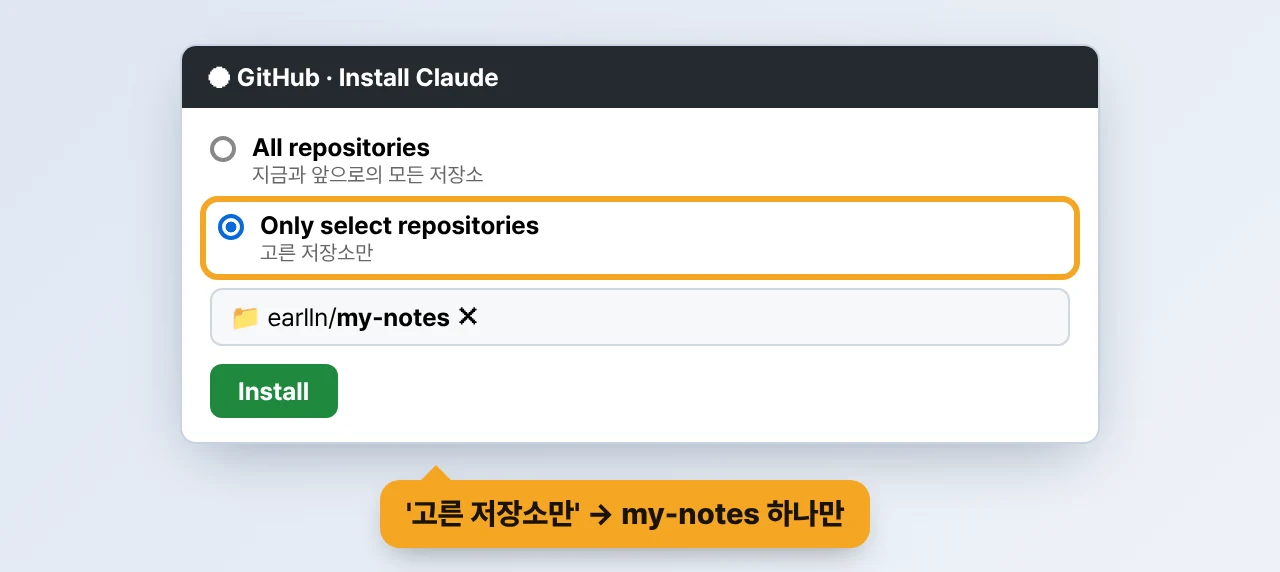 GitHub · Install Claude
All repositories
지금과 앞으로의 모든 저장소
Only select repositories
고른 저장소만
earlln/my-notes ✕
Install
'고른 저장소만' → my-notes 하나만